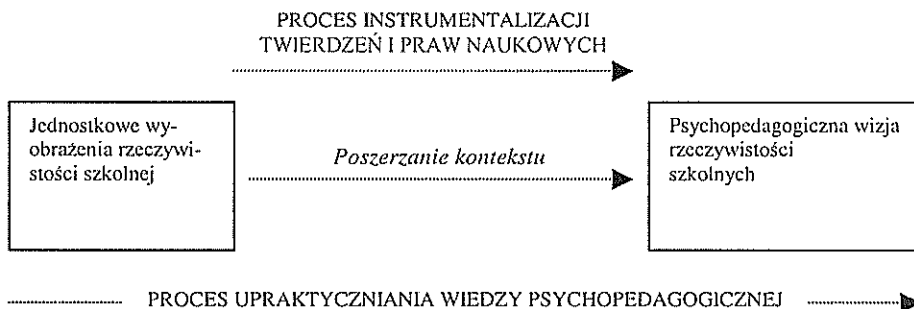 PROCES INSTRUMENTALIZACJI
TWIERDZEŃ I PRAW NAUKOWYCH
Jednostkowe wy-
obrażenia rzeczywi-
stości szkolnej
Poszerzanie kontekstu
Psychopedagogiczna wizja
rzeczywistości
szkolnych
PROCES UPRAKTYCZNIANIA WIEDZY PSYCHOPEDAGOGICZNEJ